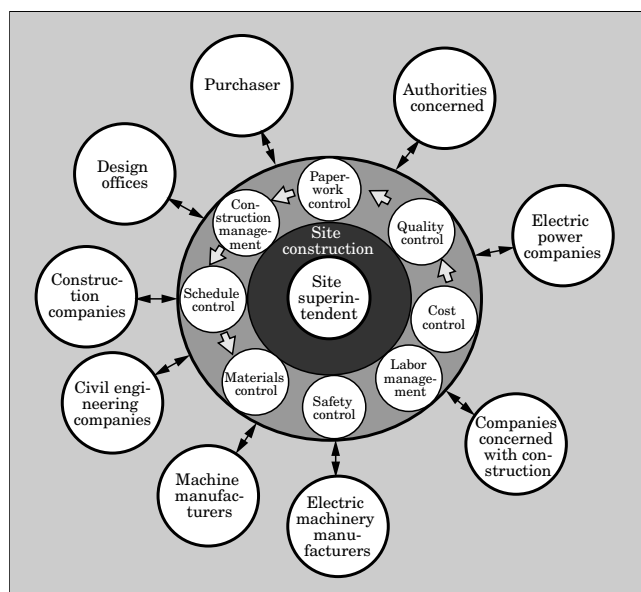 Purchaser
Authorities
concerned
Design
offices
Paper-
work
control
Con-
struction
manage-
ment
Quality
control
Electric
power
companies
Site
construction
Construc-
tion
companies
Schedule
control
Site
superin-
tendent
Cost
control
Civil engi-
neering
companies
Materials
control
Safety
control
Labor
manage-
ment
Companies
concerned
with con-
struction
Machine
manufac-
turers
Electric
machinery
manu-
facturers